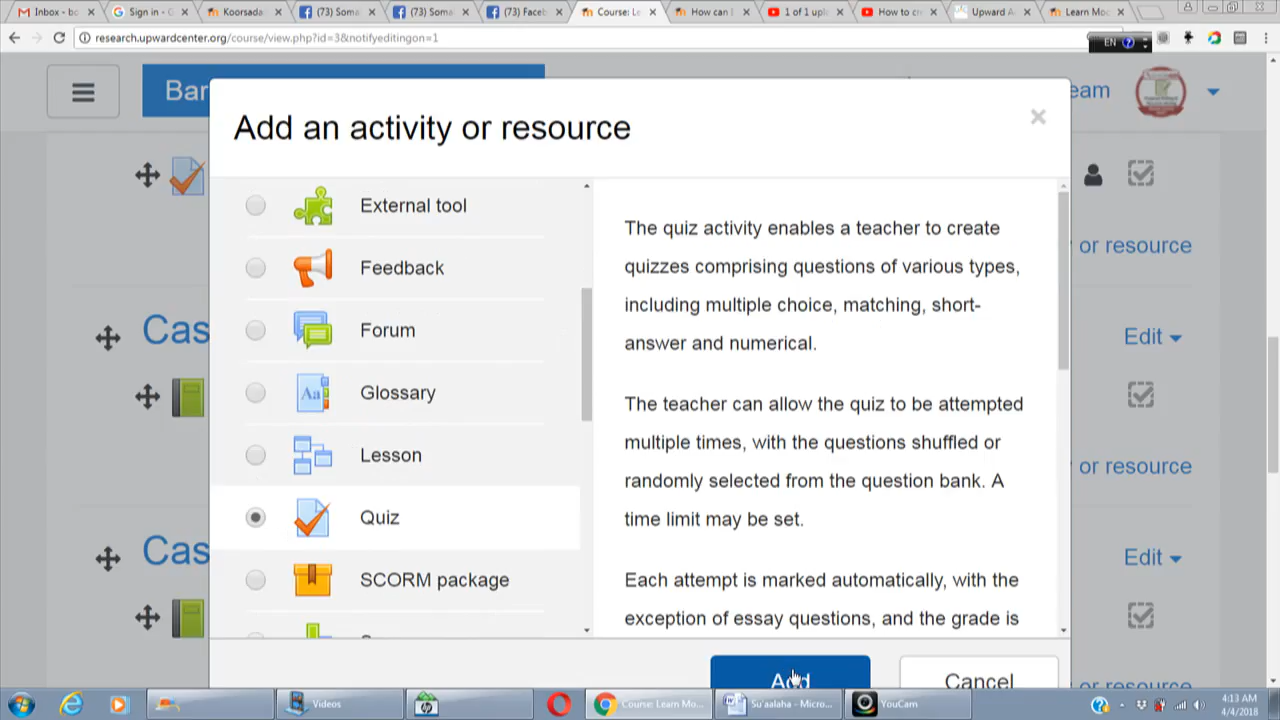 Inbox - bo
Sign in - G
Koorsada
(73) Soma
(73) Soma
(73) Faceb
Course: Le
How can I
1 of 1 uplo
How to cr
Upward Ac
Learn Moo
research.upwardcenter.org/course/view.php?id=3&notifyeditingon=1
EN
Bar
eam
Add an activity or resource
External tool
Feedback
Forum
Glossary
Lesson
Quiz
SCORM package
The quiz activity enables a teacher to create
quizzes comprising questions of various types,
including multiple choice, matching, short-
answer and numerical.
The teacher can allow the quiz to be attempted
multiple times, with the questions shuffled or
randomly selected from the question bank. A
time limit may be set.
Each attempt is marked automatically, with the
exception of essay questions, and the grade is
or resource
Cas
Edit
or resource
Cas
Edit
Add
Cancel
Videos
Course: Learn Mo...
Su'aalaha - Micro...
YouCam
4:13 AM
4/4/2018